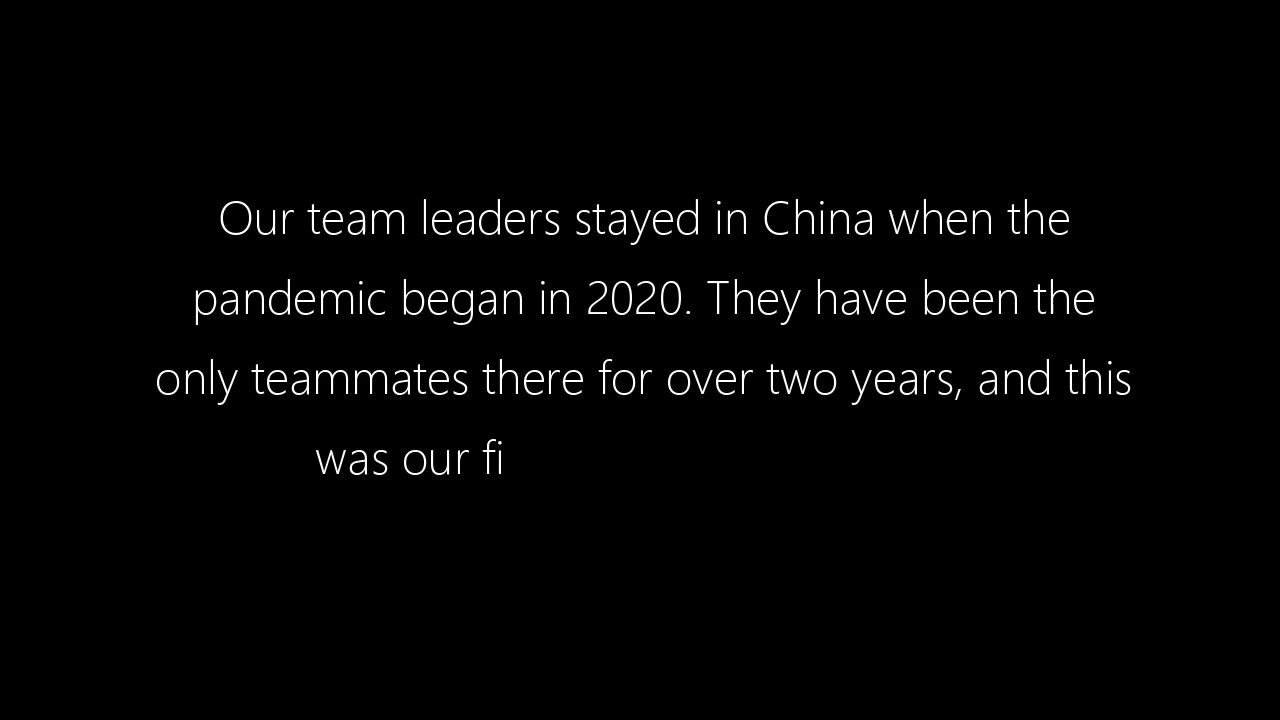 Our team leaders stayed in China when the
pandemic began in 2020. They have been the
only teammates there for over two years, and this
was our fi